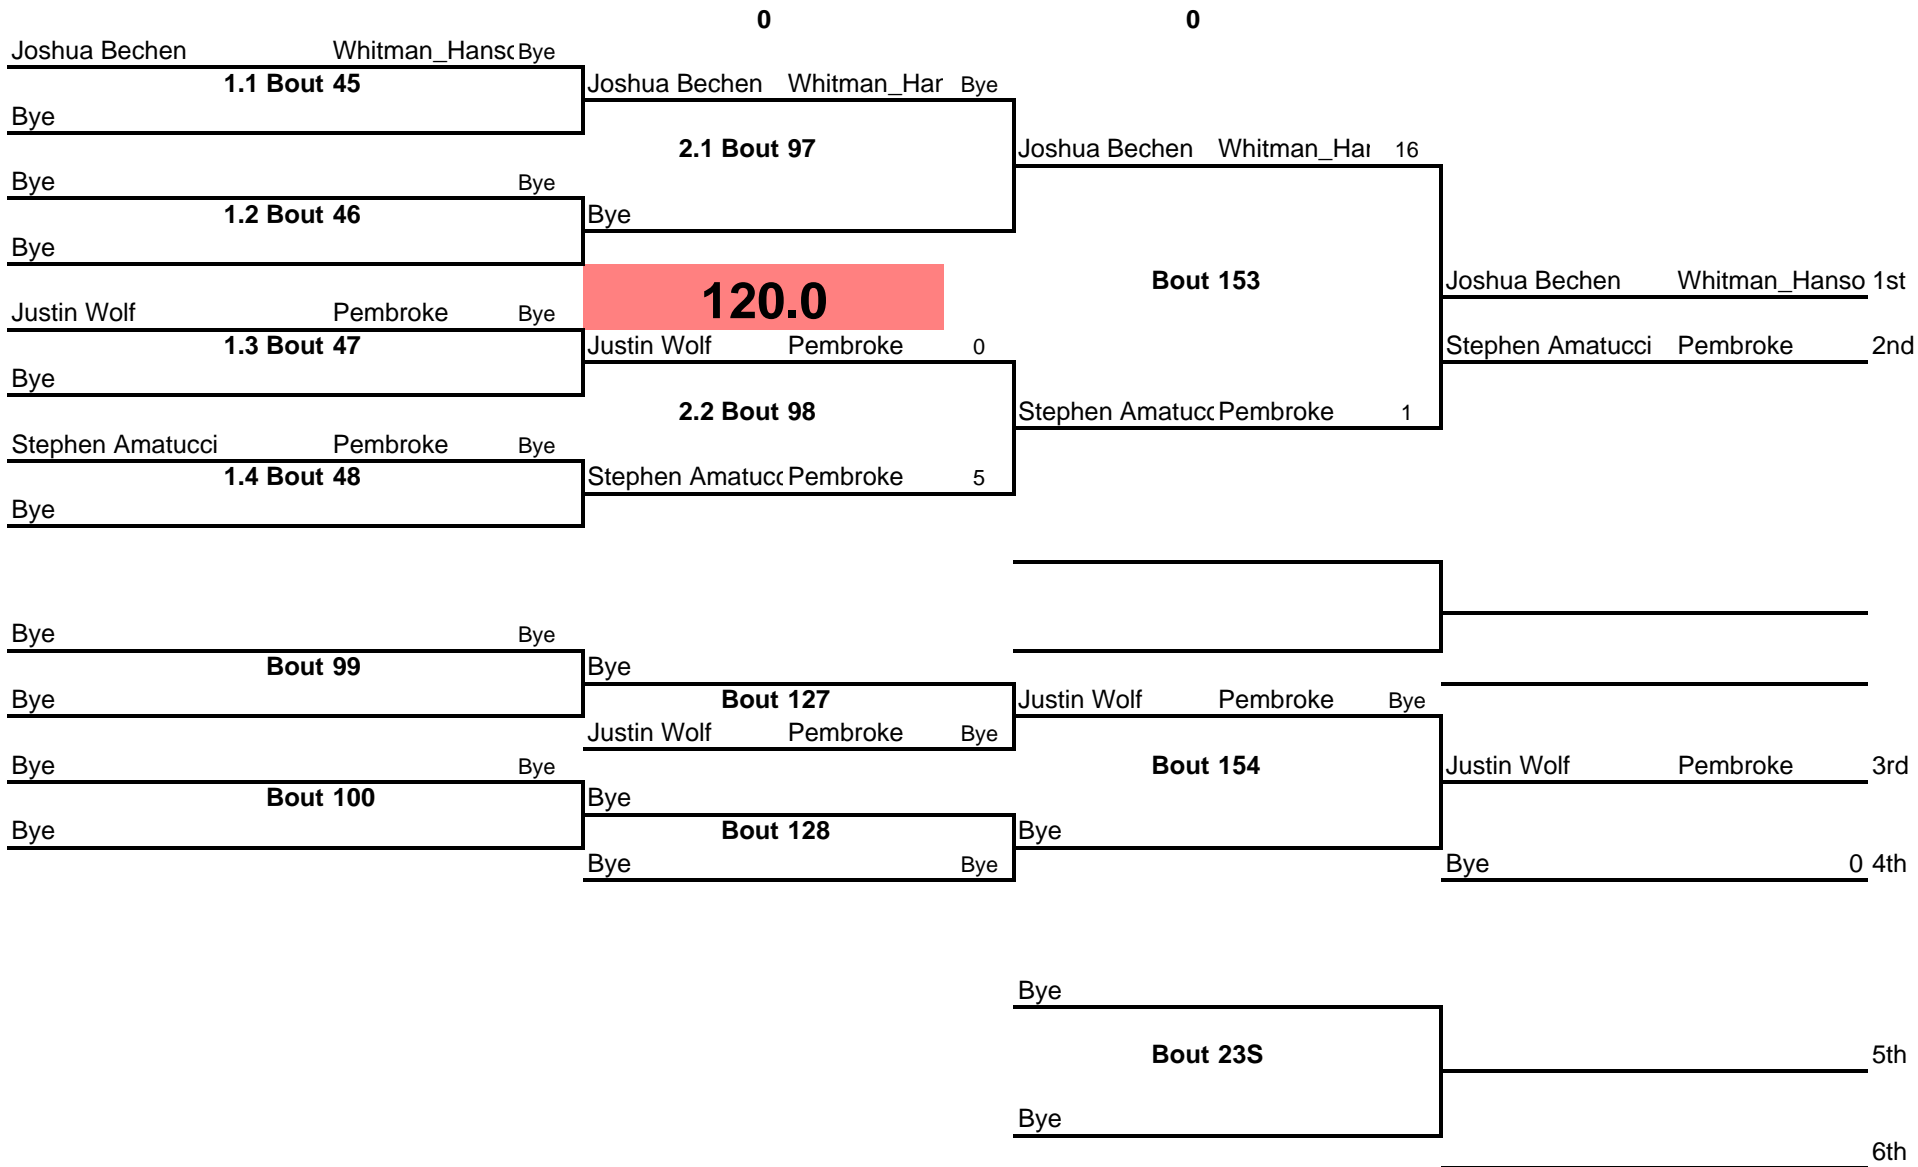 0 0
Joshua Bechen Whitman_Hansc Bye
1.1 Bout 45 Joshua Bechen Whitman_Har Bye
Bye
2.1 Bout 97 Joshua Bechen Whitman_Har 16
Bye Bye
1.2 Bout 46 Bye
Bye
120.0 Bout 153 Joshua Bechen Whitman_Hanso 1st
Justin Wolf Pembroke Bye
1.3 Bout 47 Justin Wolf Pembroke 0 Stephen Amatucci Pembroke 2nd
Bye
2.2 Bout 98 Stephen Amatucc Pembroke 1
Stephen Amatucci Pembroke Bye
1.4 Bout 48 Stephen Amatucc Pembroke 5
Bye
Bye Bye
Bout 99 Bye
Bye Bout 127 Justin Wolf Pembroke Bye
Justin Wolf Pembroke Bye
Bye Bye Bout 154 Justin Wolf Pembroke 3rd
Bout 100 Bye
Bye Bout 128 Bye
Bye Bye Bye 0 4th
Bye
Bout 23S 5th
Bye
6th